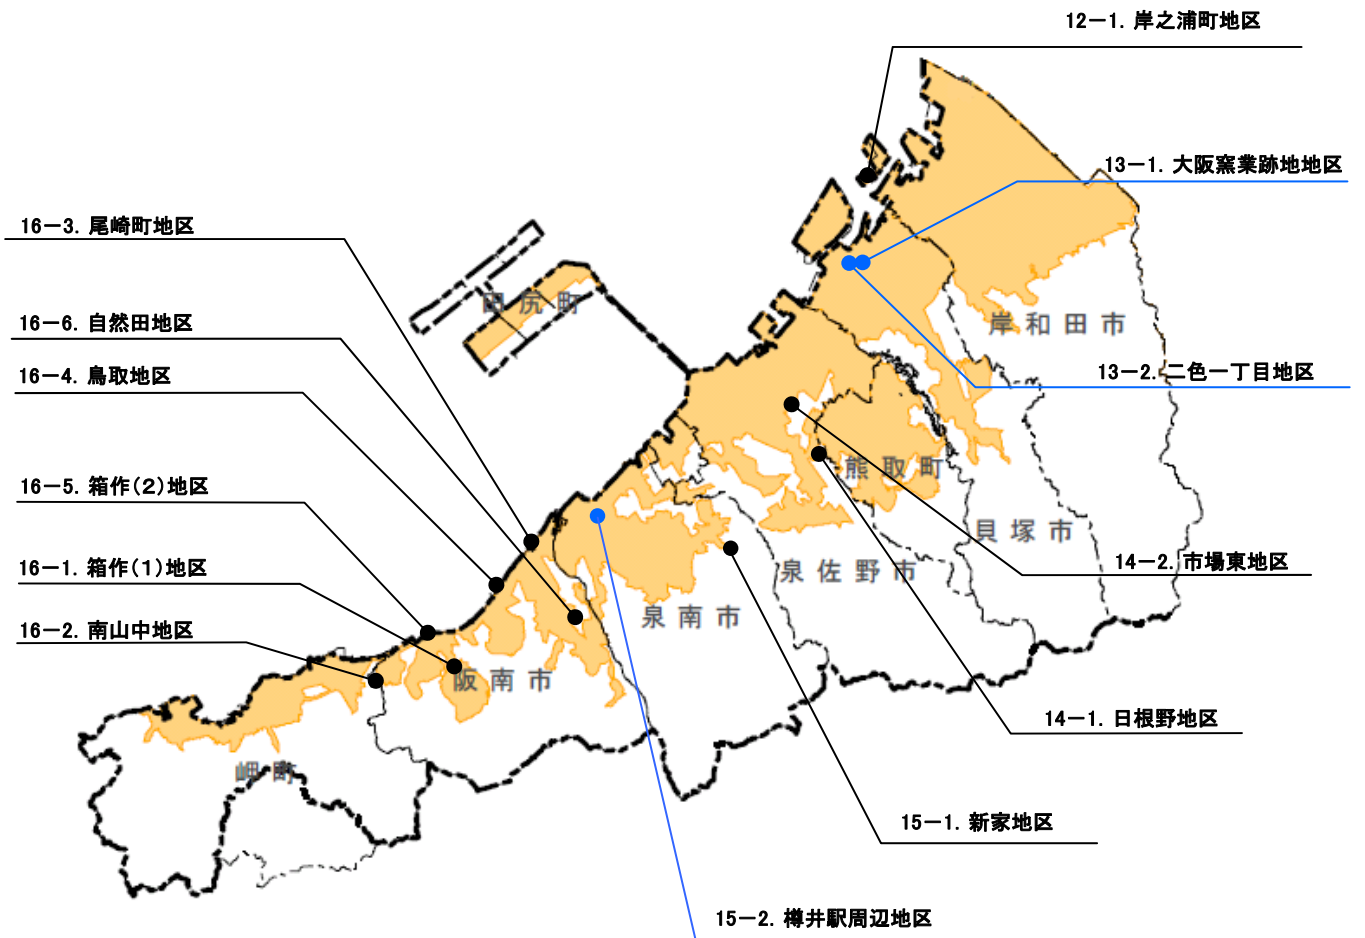 12－1. 岸之浦町地区
13－1. 大阪窯業跡地地区
16－3. 尾崎町地区
田尻町
16－6. 自然田地区
岸和田市
16－4. 鳥取地区
13－2. 二色一丁目地区
熊取町
16－5. 箱作(2)地区
貝塚市
14－2. 市場東地区
16－1. 箱作(1)地区
泉佐野市
泉南市
16－2. 南山中地区
阪南市
14－1. 日根野地区
岬町
15－1. 新家地区
15－2. 樽井駅周辺地区